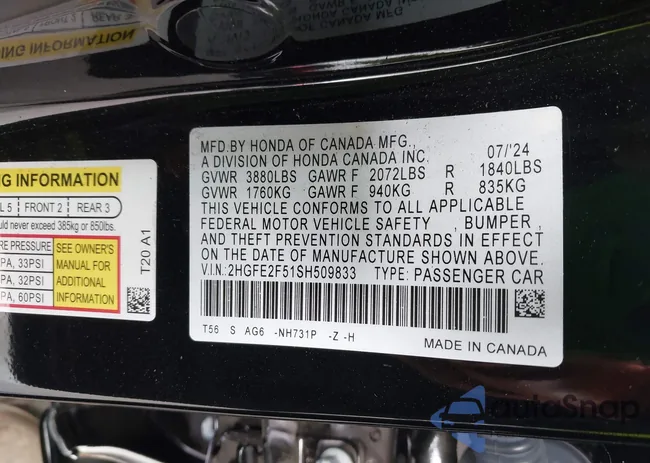 NG INFORMATION
L 5 FRONT 2 REAR 3
uld never exceed 385kg or 850lbs.
RE PRESSURE SEE OWNER'S
PA, 33PSI MANUAL FOR
PA, 32PSI ADDITIONAL
PA, 60PSI INFORMATION
T20 A1
MFD.BY HONDA OF CANADA MFG.,
A DIVISION OF HONDA CANADA INC. 07/'24
GVWR 3880LBS GAWR F 2072LBS R 1840LBS
GVWR 1760KG GAWR F 940KG R 835KG
THIS VEHICLE CONFORMS TO ALL APPLICABLE
FEDERAL MOTOR VEHICLE SAFETY , BUMPER ,
AND THEFT PREVENTION STANDARDS IN EFFECT
ON THE DATE OF MANUFACTURE SHOWN ABOVE.
V.I.N:2HGFE2F51SH509833 TYPE: PASSENGER CAR
T56 S AG6 -NH731P -Z -H
MADE IN CANADA
autoSnap